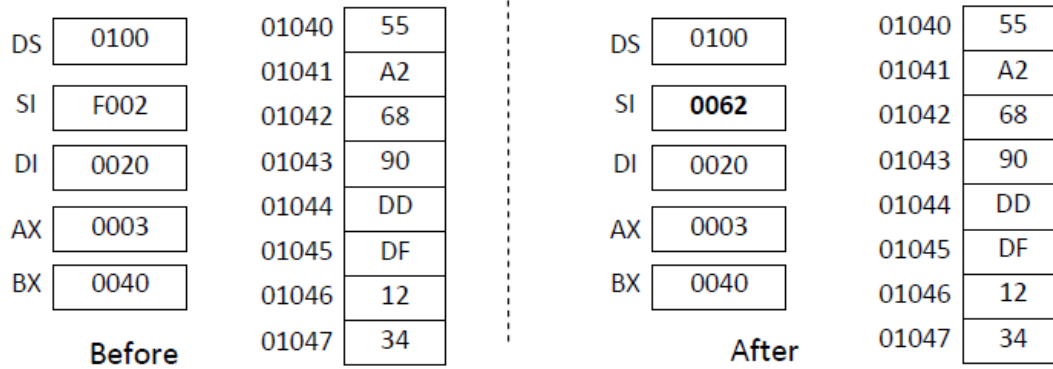 DS 0100 01040 55 DS 0100 01040 55
01041 A2 01041 A2
SI F002 01042 68 SI 0062 01042 68
DI 0020 01043 90 DI 0020 01043 90
01044 DD 01044 DD
AX 0003 01045 DF AX 0003 01045 DF
BX 0040 01046 12 BX 0040 01046 12
Before 01047 34 After 01047 34